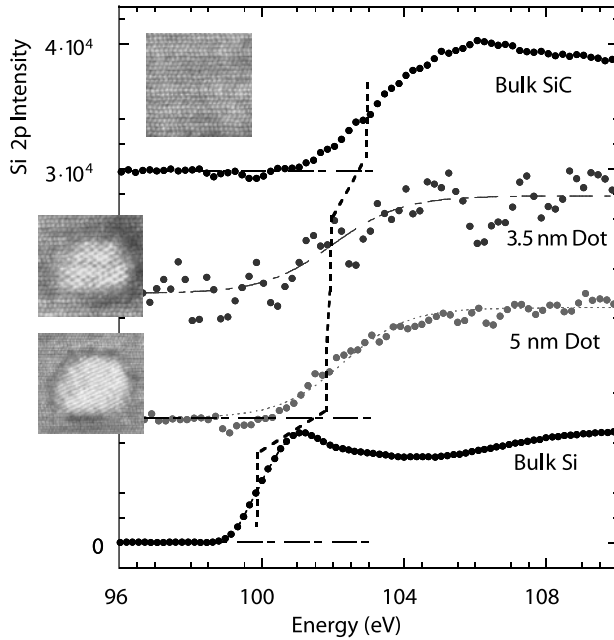 Si 2p Intensity
4·10⁴
Bulk SiC
3·10⁴
3.5 nm Dot
5 nm Dot
Bulk Si
0
96
100
104
108
Energy (eV)